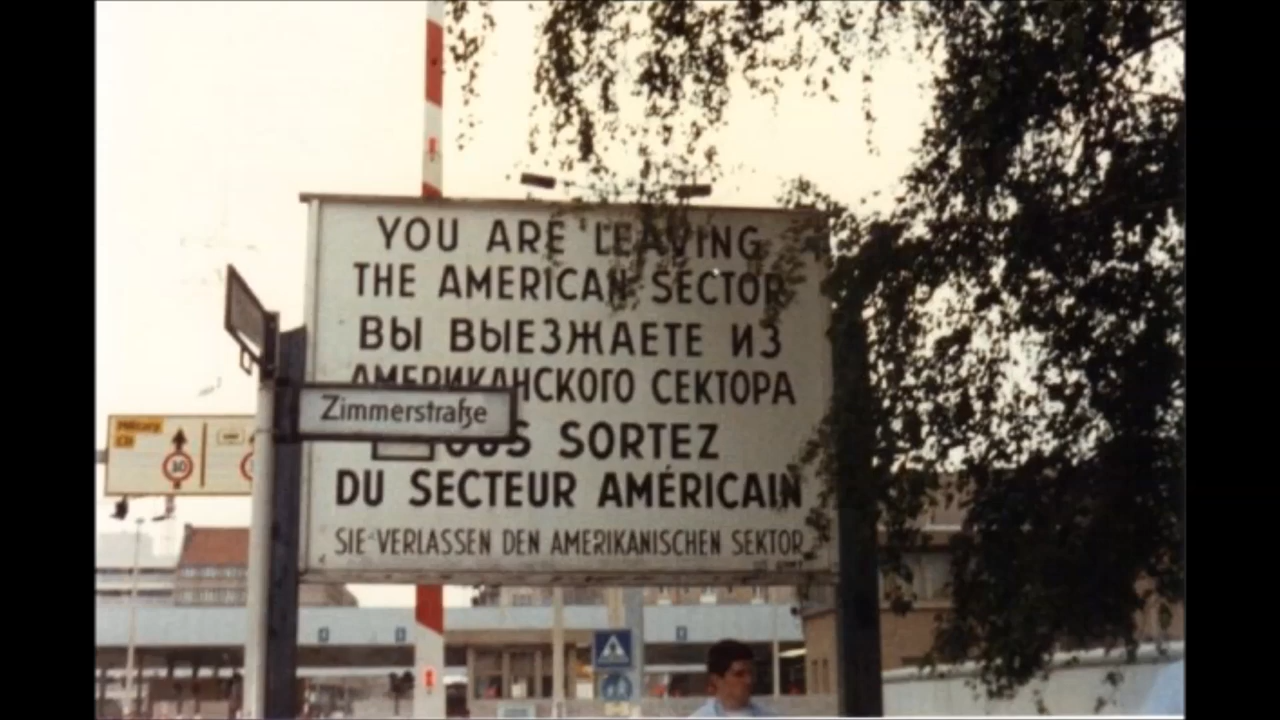 YOU ARE LEAVING
THE AMERICAN SECTOR
ВЫ ВЫЕЗЖАЕТЕ ИЗ
АМЕРИКАНСКОГО СЕКТОРА
Zimmerstraße
VOUS SORTEZ
DU SECTEUR AMÉRICAIN
SIE VERLASSEN DEN AMERIKANISCHEN SEKTOR